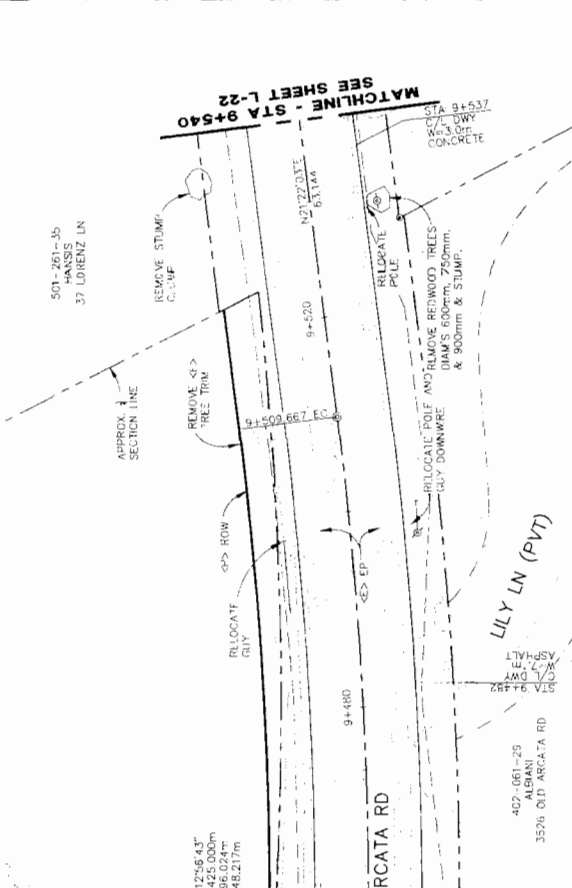 MATCHLINE - STA 9+540
SEE SHEET L-22
STA 9+537
C/L DWY
W=3.0m
CONCRETE
501-261-35
HANSIS
37 LORENZ LN
REMOVE STUMP
N21°22'03"E
63.144
RELOCATE
POLE
9+520
REMOVE REDWOOD TREES
DIAM'S 600mm, 750mm,
& 900mm & STUMP.
APPROX.
SECTION LINE
REMOVE <E>
TREE TRIM
9+509.667 EC
RELOCATE POLE AND
GUY DOWNWIRE
<P> ROW
<E> EP
RELOCATE
GUY
LILY LN (PVT)
STA 9+482
C/L DWY
ASPHALT
9+480
402-061-29
ALBIANI
3526 OLD ARCATA RD
RCATA RD
12°56'43"
425.000m
96.024m
48.217m